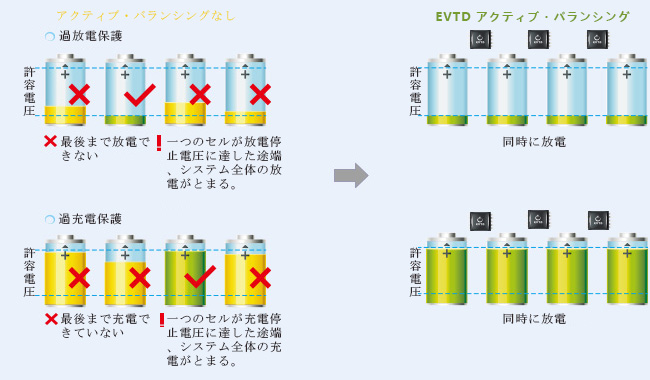 アクティブ・バランシングなし
過放電保護
許容電圧
最後まで放電で
きない
一つのセルが放電停
止電圧に達した途端
、システム全体の放
電がとまる。
過充電保護
許容電圧
最後まで充電で
きていない
一つのセルが充電停
止電圧に達した途端
、システム全体の充
電がとまる。
EVTD アクティブ・バランシング
許容電圧
同時に放電
許容電圧
同時に放電